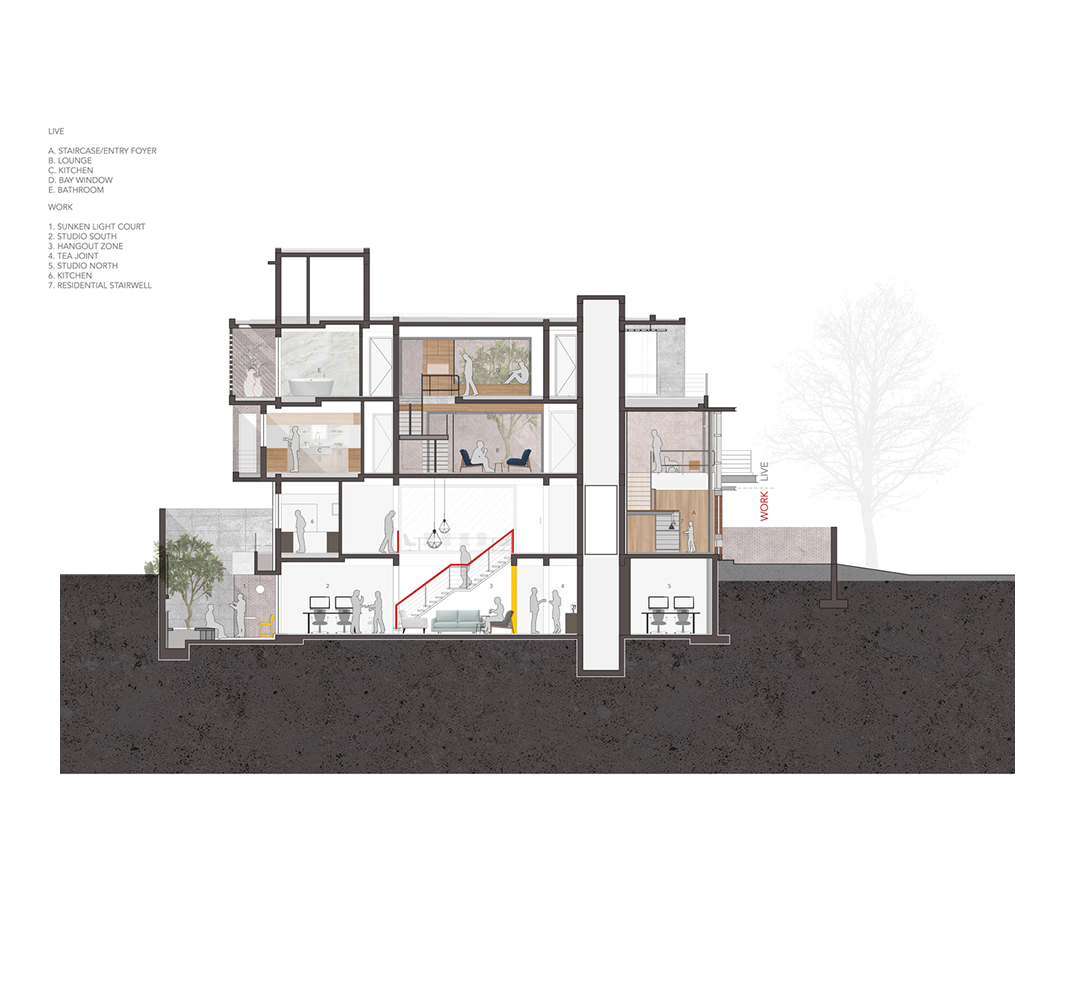 LIVE
A. STAIRCASE/ENTRY FOYER
B. LOUNGE
C. KITCHEN
D. BAY WINDOW
E. BATHROOM
WORK
1. SUNKEN LIGHT COURT
2. STUDIO SOUTH
3. HANGOUT ZONE
4. TEA JOINT
5. STUDIO NORTH
6. KITCHEN
7. RESIDENTIAL STAIRWELL
E
D
C
B
WORK LIVE
A
6
1
2
3
4
5